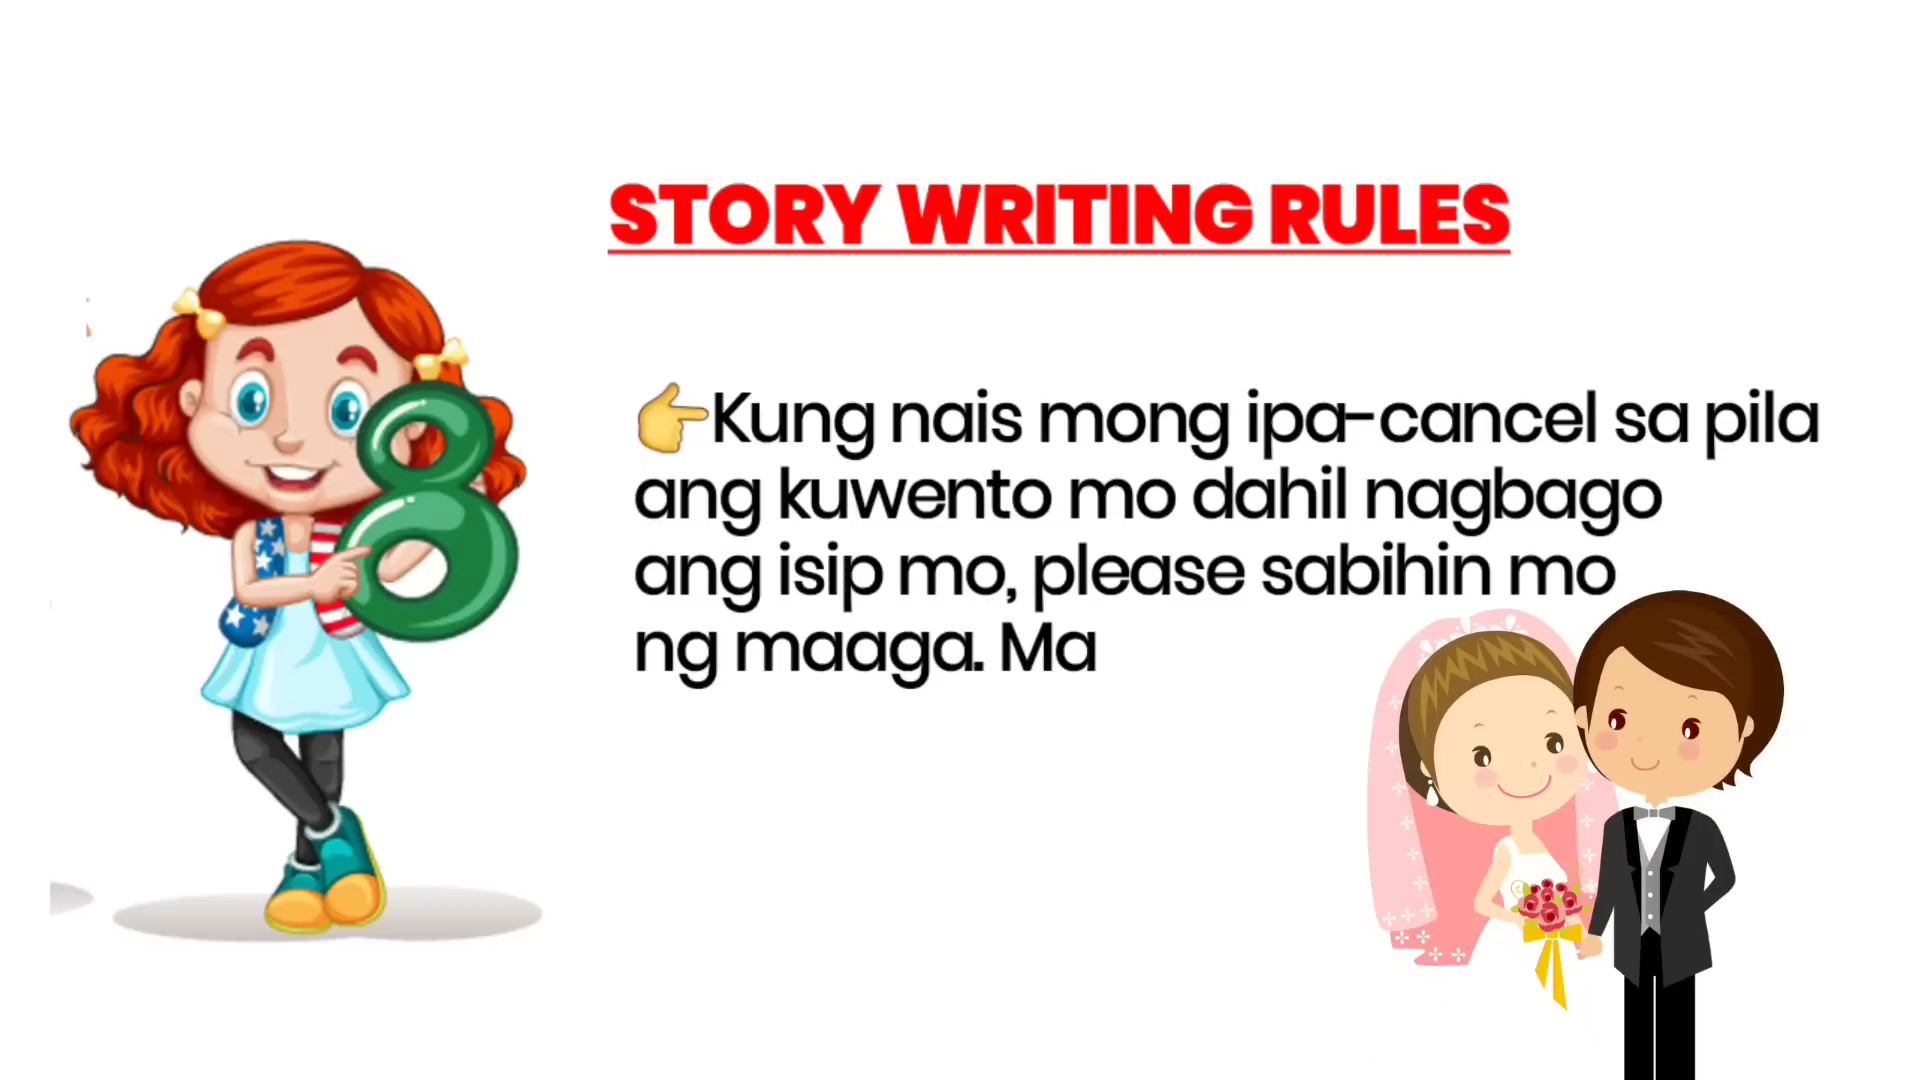 STORY WRITING RULES
👉Kung nais mong ipa-cancel sa pila
ang kuwento mo dahil nagbago
ang isip mo, please sabihin mo
ng maaga. Ma
8